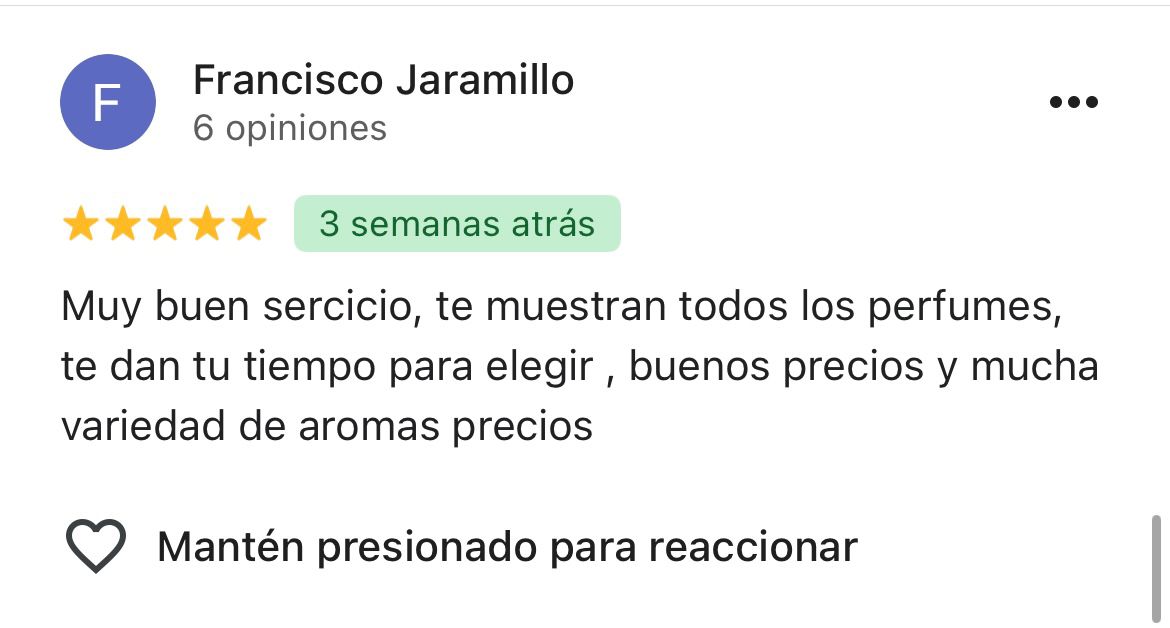 F
Francisco Jaramillo
6 opiniones
3 semanas atrás
Muy buen sercicio, te muestran todos los perfumes,
te dan tu tiempo para elegir , buenos precios y mucha
variedad de aromas precios
Mantén presionado para reaccionar